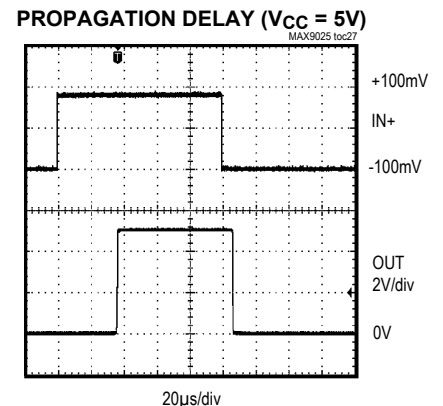 PROPAGATION DELAY (VCC = 5V)
MAX9025 toc27
T
+100mV
IN+
-100mV
OUT
2V/div
0V
20µs/div